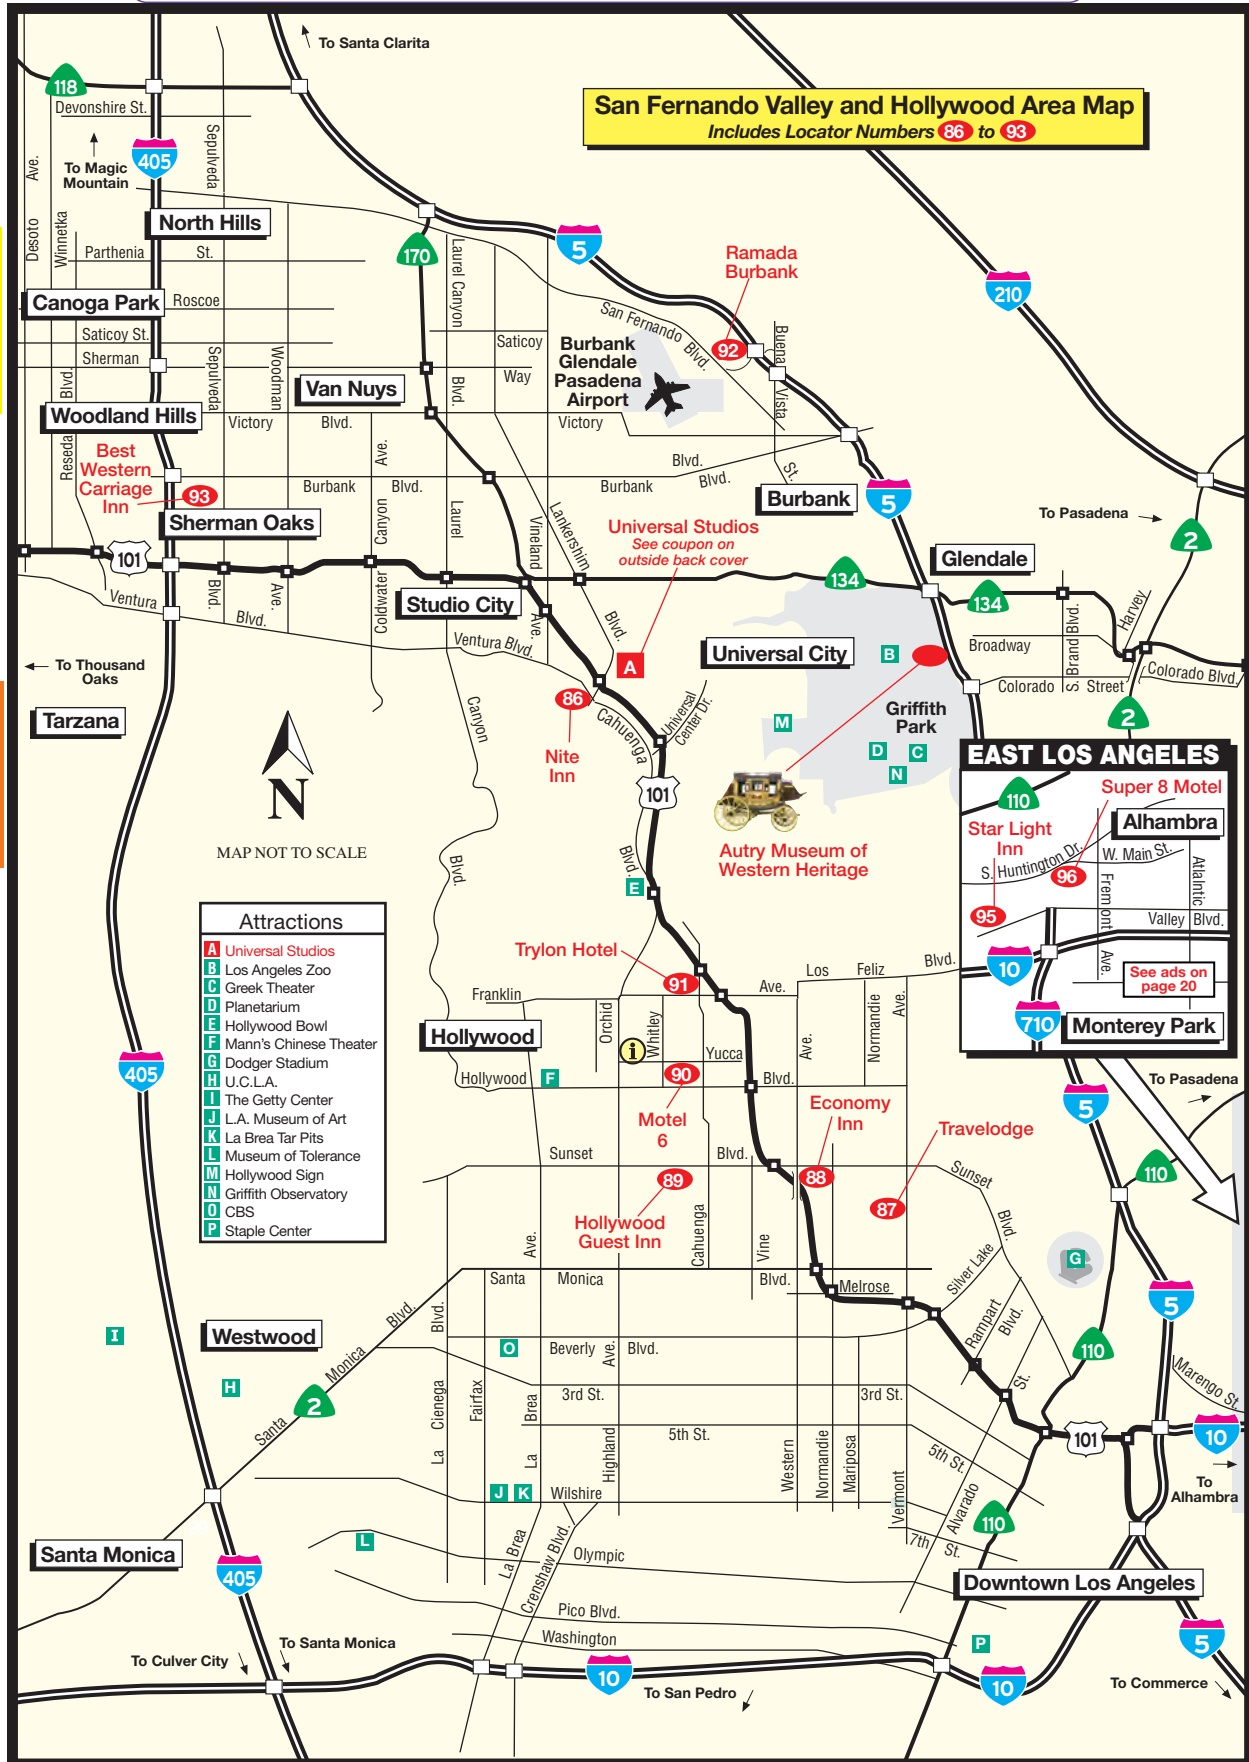 To Santa Clarita
118
Devonshire St.
San Fernando Valley and Hollywood Area Map
Includes Locator Numbers 86 to 93
405
Sepulveda
To Magic
Mountain
Ave.
Desoto
Winnetka
North Hills
Parthenia St.
170
Laurel Canyon
5
Ramada
Burbank
210
Canoga Park
Roscoe
Saticoy St.
Sherman
Saticoy
Way
San Fernando Blvd.
92
Buena
Vista
St.
Burbank
Glendale
Pasadena
Airport
Blvd.
Reseda
Sepulveda
Woodman
Van Nuys
Blvd.
Woodland Hills
Victory Blvd.
Victory
Best
Western
Carriage
Inn
93
Ave.
Canyon
Coldwater
Burbank Blvd.
Burbank Blvd.
Blvd.
Burbank
5
To Pasadena
2
Sherman Oaks
Laurel
Vineland
Ave.
Lankershim
Blvd.
Universal Studios
See coupon on
outside back cover
101
Glendale
134
134
Ventura
Blvd.
Blvd.
Ave.
Studio City
Ventura Blvd.
S. Brand Blvd.
Harvey
Broadway
Colorado Street
Colorado Blvd.
To Thousand
Oaks
A
Universal City
B
86
Nite
Inn
Cahuenga
Blvd.
Universal
Center Dr.
Griffith
Park
M
D
C
N
2
Tarzana
Canyon
Blvd.
N
MAP NOT TO SCALE
101
Autry Museum of
Western Heritage
E
EAST LOS ANGELES
110
Super 8 Motel
Star Light
Inn
Alhambra
S. Huntington Dr.
W. Main St.
96
Fremont
Ave.
Atlalntic
95
Valley Blvd.
10
See ads on
page 20
710
Monterey Park
Attractions
A Universal Studios
B Los Angeles Zoo
C Greek Theater
D Planetarium
E Hollywood Bowl
F Mann's Chinese Theater
G Dodger Stadium
H U.C.L.A.
I The Getty Center
J L.A. Museum of Art
K La Brea Tar Pits
L Museum of Tolerance
M Hollywood Sign
N Griffith Observatory
O CBS
P Staple Center
Trylon Hotel
91
Los Feliz Blvd.
Franklin
Ave.
Orchid
Whitley
Ave.
Normandie
Ave.
Hollywood
i
Yucca
405
Hollywood
F
90
Blvd.
Motel
6
Economy
Inn
Travelodge
5
To Pasadena
Sunset Blvd.
Sunset
Blvd.
89
88
87
110
Hollywood
Guest Inn
Ave.
Cahuenga
Vine
Santa Monica Blvd.
Melrose
Silver Lake
G
5
Blvd.
Blvd.
I
Westwood
O
Beverly
Ave.
Blvd.
Rampart
Blvd.
110
Monica
H
2
Santa
Cienega
La
Fairfax
Brea
La
3rd St.
3rd St.
St.
Marengo St.
5th St.
5th St.
Highland
Western
Normandie
Mariposa
Vermont
Alvarado
101
10
To
Alhambra
J
K
Wilshire
110
Santa Monica
L
La Brea
Crenshaw Blvd.
Olympic
7th St.
405
Downtown Los Angeles
Pico Blvd.
Washington
P
5
To Santa Monica
To Culver City
10
To San Pedro
10
To Commerce